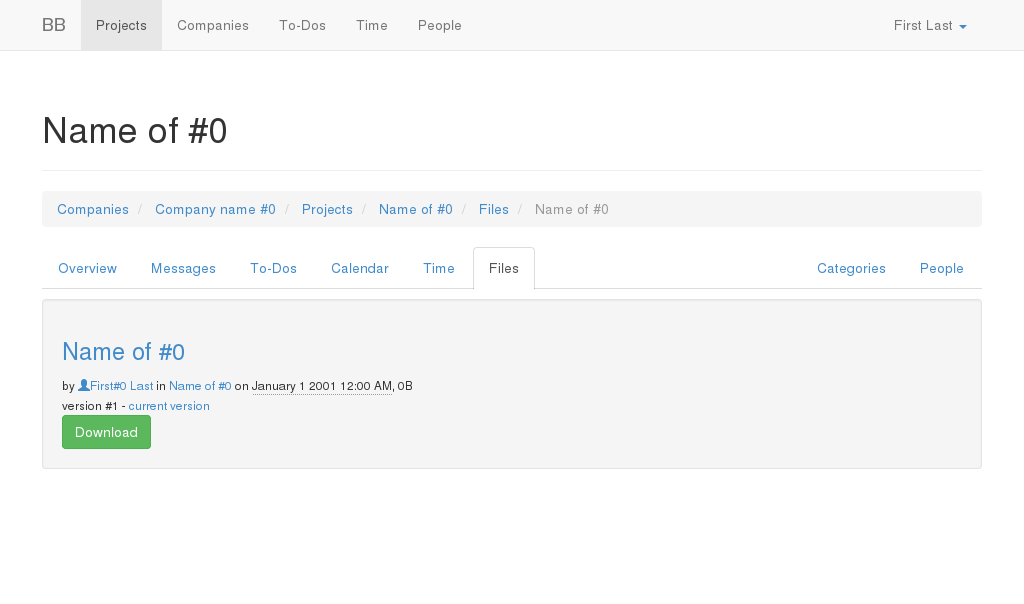 BB Projects Companies To-Dos Time People First Last
Name of #0
Companies / Company name #0 / Projects / Name of #0 / Files / Name of #0
Overview Messages To-Dos Calendar Time Files Categories People
Name of #0
by First#0 Last in Name of #0 on January 1 2001 12:00 AM, 0B
version #1 - current version
Download